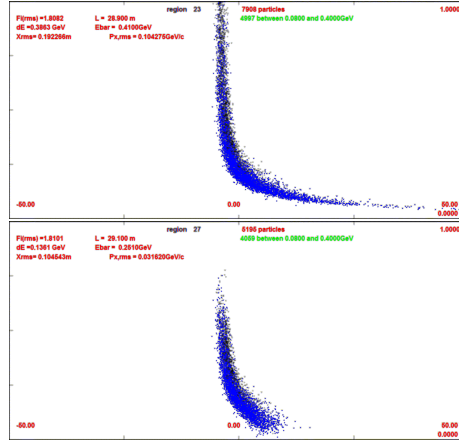 region 23 7908 particles 1.0000
Fi(rms) =1.8082 L = 28.900 m 4997 between 0.0800 and 0.4000GeV
dE = 0.3863 GeV Ebar = 0.4100GeV
Xrms = 0.192266m Px,rms = 0.104275GeV/c
-50.00 0.00 50.00
0.0000
region 27 5195 particles 1.0000
Fi(rms) =1.8101 L = 29.100 m 4059 between 0.0800 and 0.4000GeV
dE = 0.1361 GeV Ebar = 0.2510GeV
Xrms = 0.104543m Px,rms = 0.031620GeV/c
-50.00 0.00 50.00
0.0000